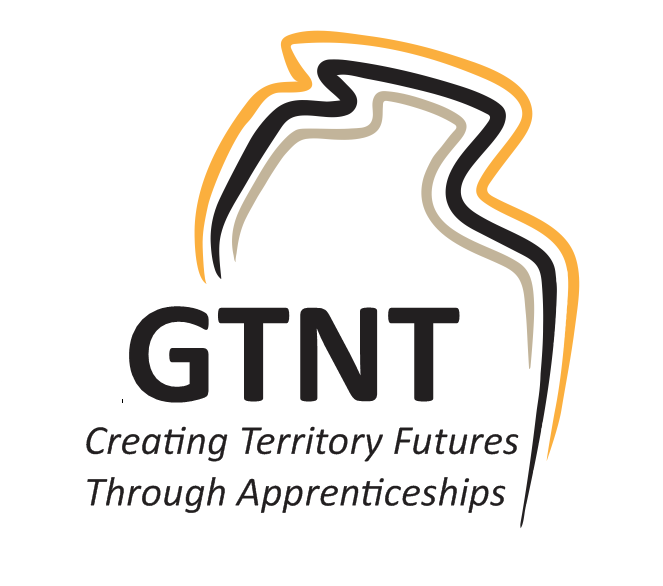 GTNT
Creating Territory Futures
Through Apprenticeships